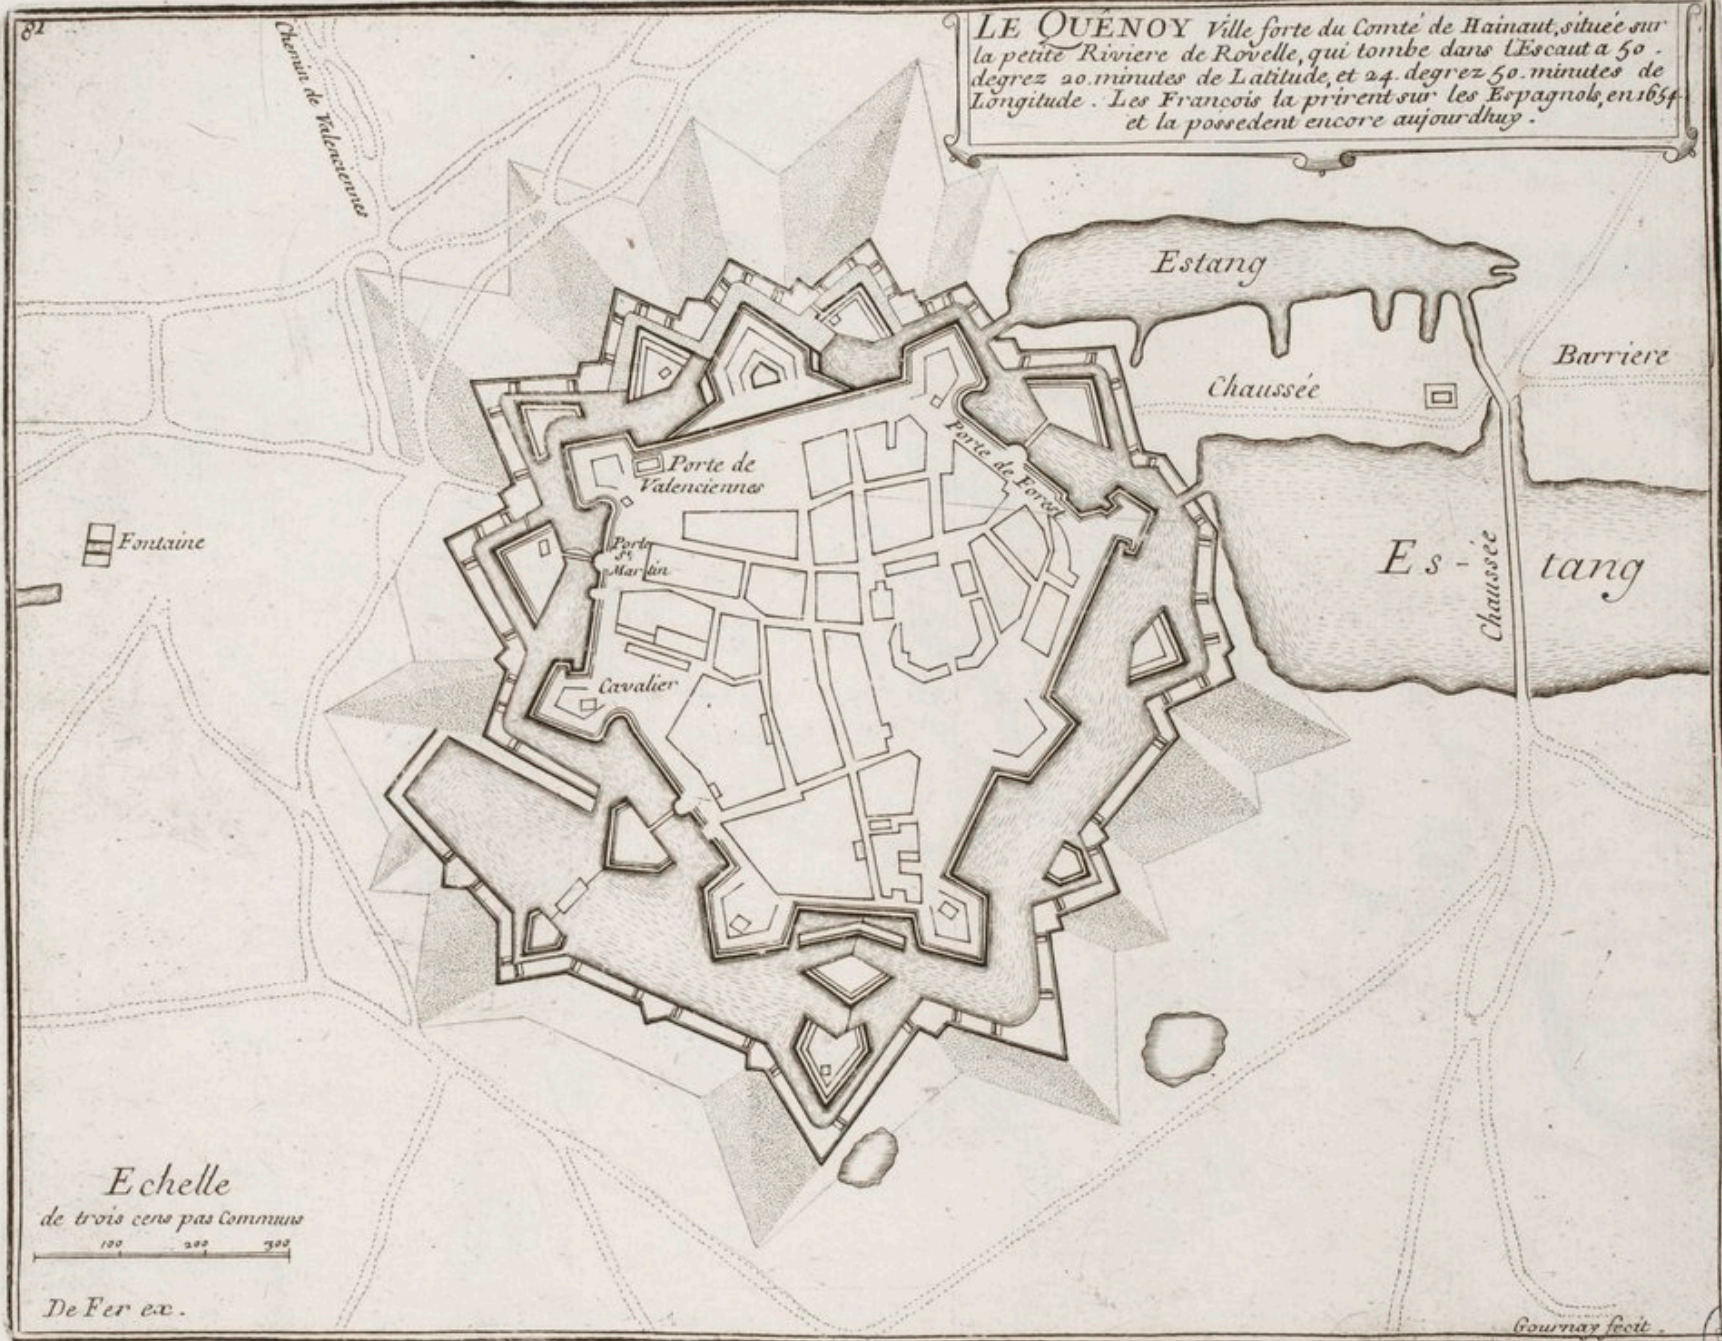 81
LE QUÊNOY Ville forte du Comté de Hainaut, située sur
la petite Riviere de Rovelle, qui tombe dans l'Escaut a 50.
degrez 20. minutes de Latitude, et 24. degrez 50. minutes de
Longitude. Les Francois la prirent sur les Espagnols, en 1654
et la possedent encore aujourdhuy.
Chemin de Valenciennes
Estang
Barriere
Chaussée
Porte de Forest
Porte de
Valenciennes
Fontaine
Porte
St
Martin
Es-tang
Chaussée
Cavalier
Echelle
de trois cens pas Communs
100 200 300
De Fer ex.
Gournay fecit.